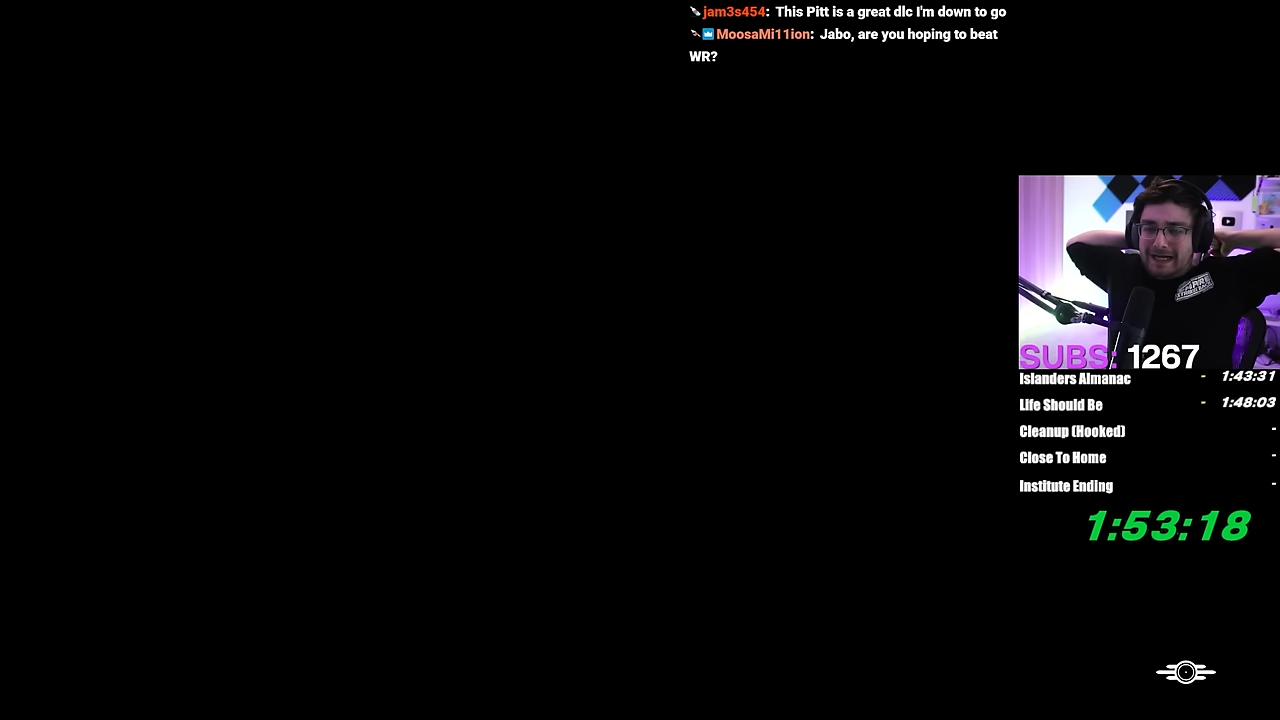 jam3s454: This Pitt is a great dlc I'm down to go
MoosaMi11ion: Jabo, are you hoping to beat
WR?
SUBS: 1267
Islanders Almanac - 1:43:31
Life Should Be - 1:48:03
Cleanup (Hooked) -
Close To Home -
Institute Ending -
1:53:18